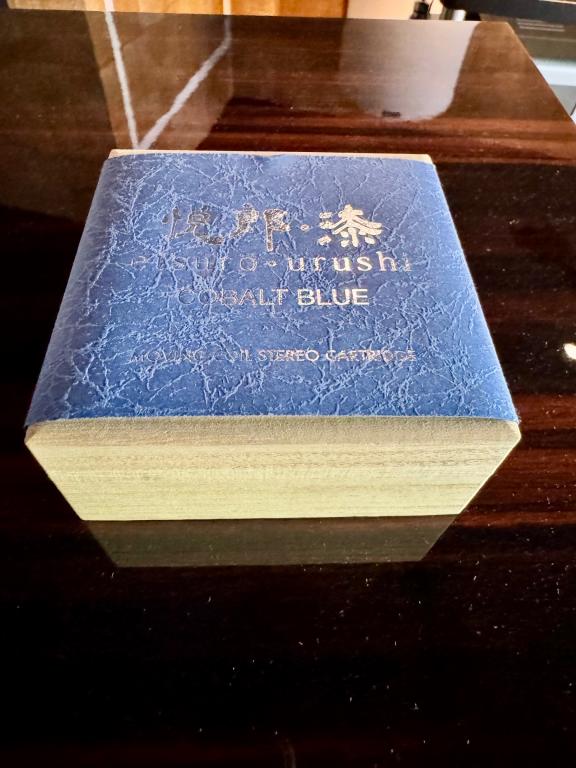 悦郎·漆
etsuro-urushi
COBALT BLUE
MOVING COIL STEREO CARTRIDGE